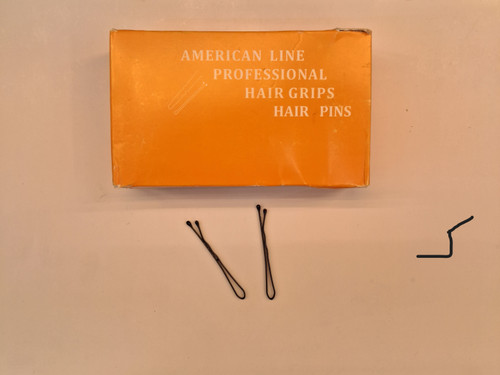 AMERICAN LINE
PROFESSIONAL
HAIR GRIPS
HAIR PINS